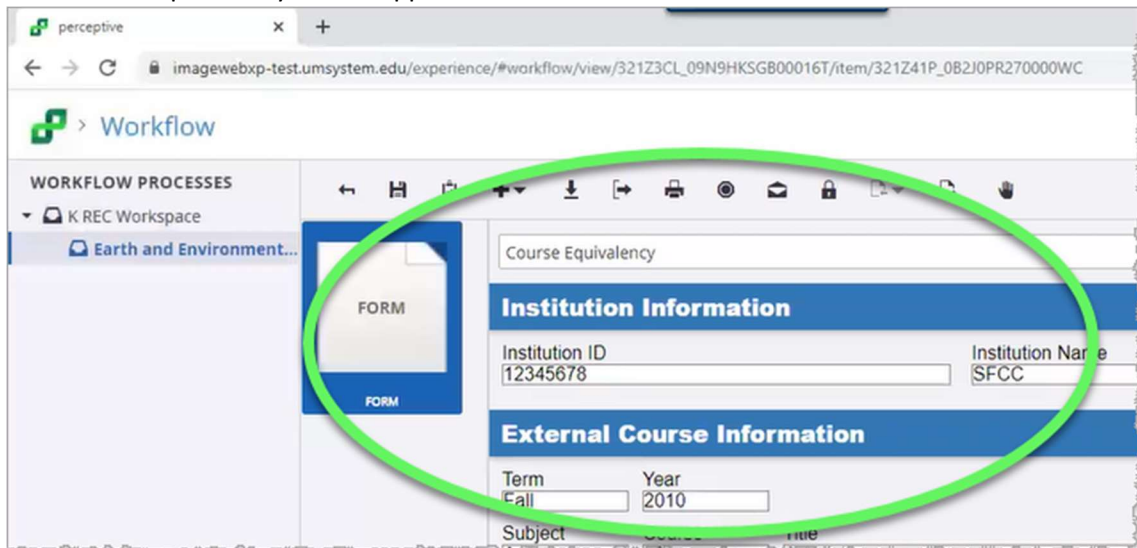 perceptive × +
imagewebxp-test.umsystem.edu/experience/#workflow/view/321Z3CL_09N9HKSGB00016T/item/321Z41P_0B2J0PR270000WC
> Workflow
WORKFLOW PROCESSES
K REC Workspace
Earth and Environment...
FORM
FORM
Course Equivalency
Institution Information
Institution ID Institution Name
12345678 SFCC
External Course Information
Term Year
Fall 2010
Subject Course Title